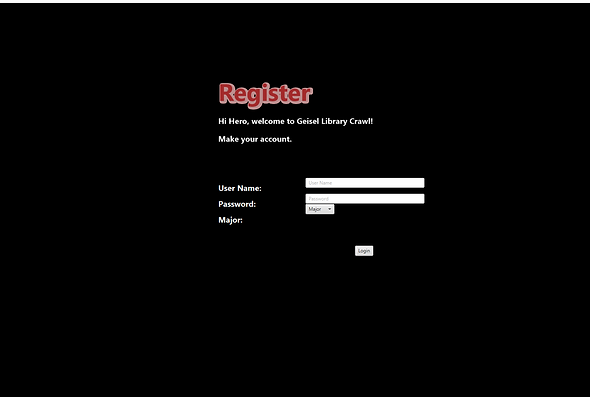 Register
Hi Hero, welcome to Geisel Library Crawl!
Make your account.
User Name:
User Name
Password:
Password
Major:
Major
Login